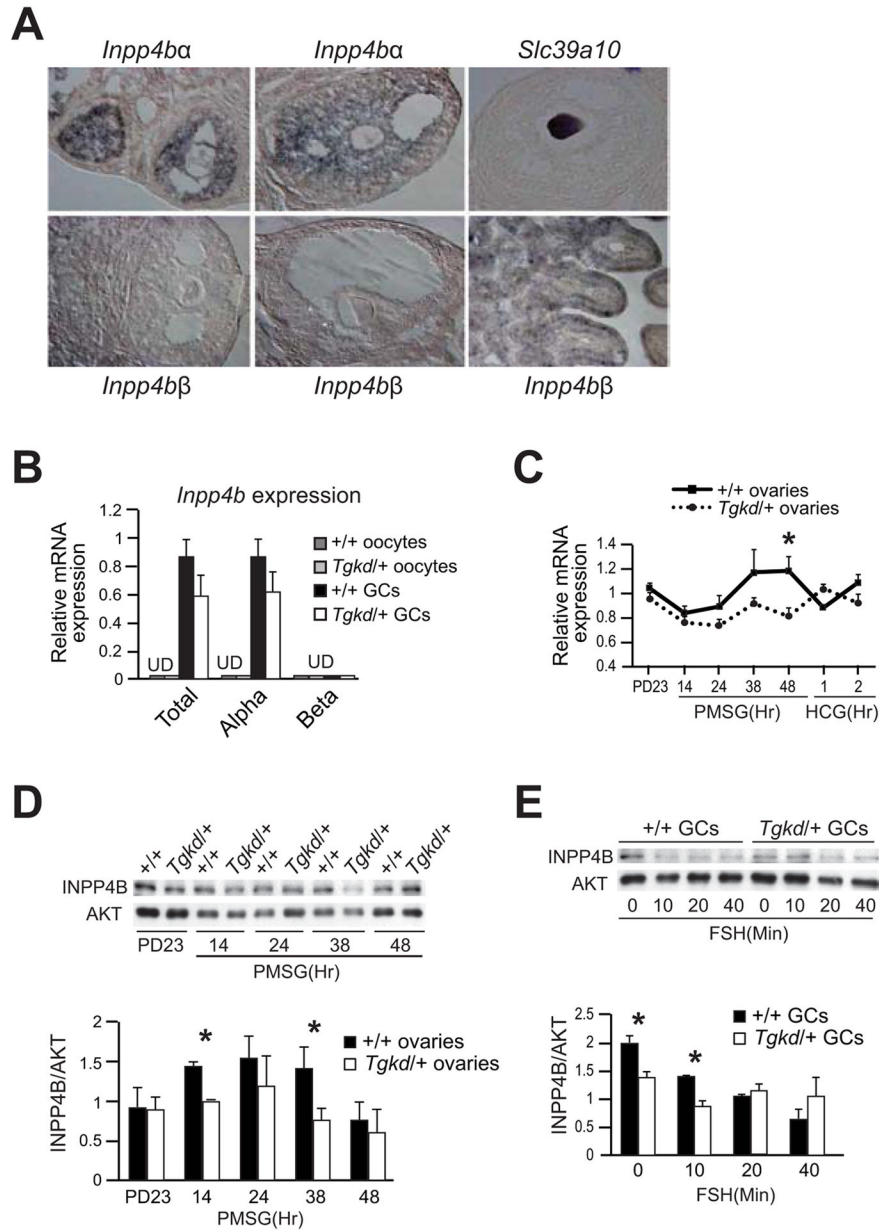 A
Inpp4bα
Inpp4bα
Slc39a10
Inpp4bβ
Inpp4bβ
Inpp4bβ
B
Inpp4b expression
Relative mRNA expression
1.2
1
0.8
0.6
0.4
0.2
0
UD
UD
UD
+/+ oocytes
Tgkd/+ oocytes
+/+ GCs
Tgkd/+ GCs
Total
Alpha
Beta
C
+/+ ovaries
Tgkd/+ ovaries
*
Relative mRNA expression
1.4
1.2
1.0
0.8
0.6
0.4
PD23 14 24 38 48 1 2
PMSG(Hr) HCG(Hr)
D
+/+ Tgkd/+ +/+ Tgkd/+ +/+ Tgkd/+ +/+ Tgkd/+ +/+ Tgkd/+
INPP4B
AKT
PD23 14 24 38 48
PMSG(Hr)
INPP4B/AKT
2
1.5
1
0.5
0
* *
+/+ ovaries
Tgkd/+ ovaries
PD23 14 24 38 48
PMSG(Hr)
E
+/+ GCs Tgkd/+ GCs
INPP4B
AKT
0 10 20 40 0 10 20 40
FSH(Min)
INPP4B/AKT
2.5
2
1.5
1
0.5
0
* *
+/+ GCs
Tgkd/+ GCs
0 10 20 40
FSH(Min)